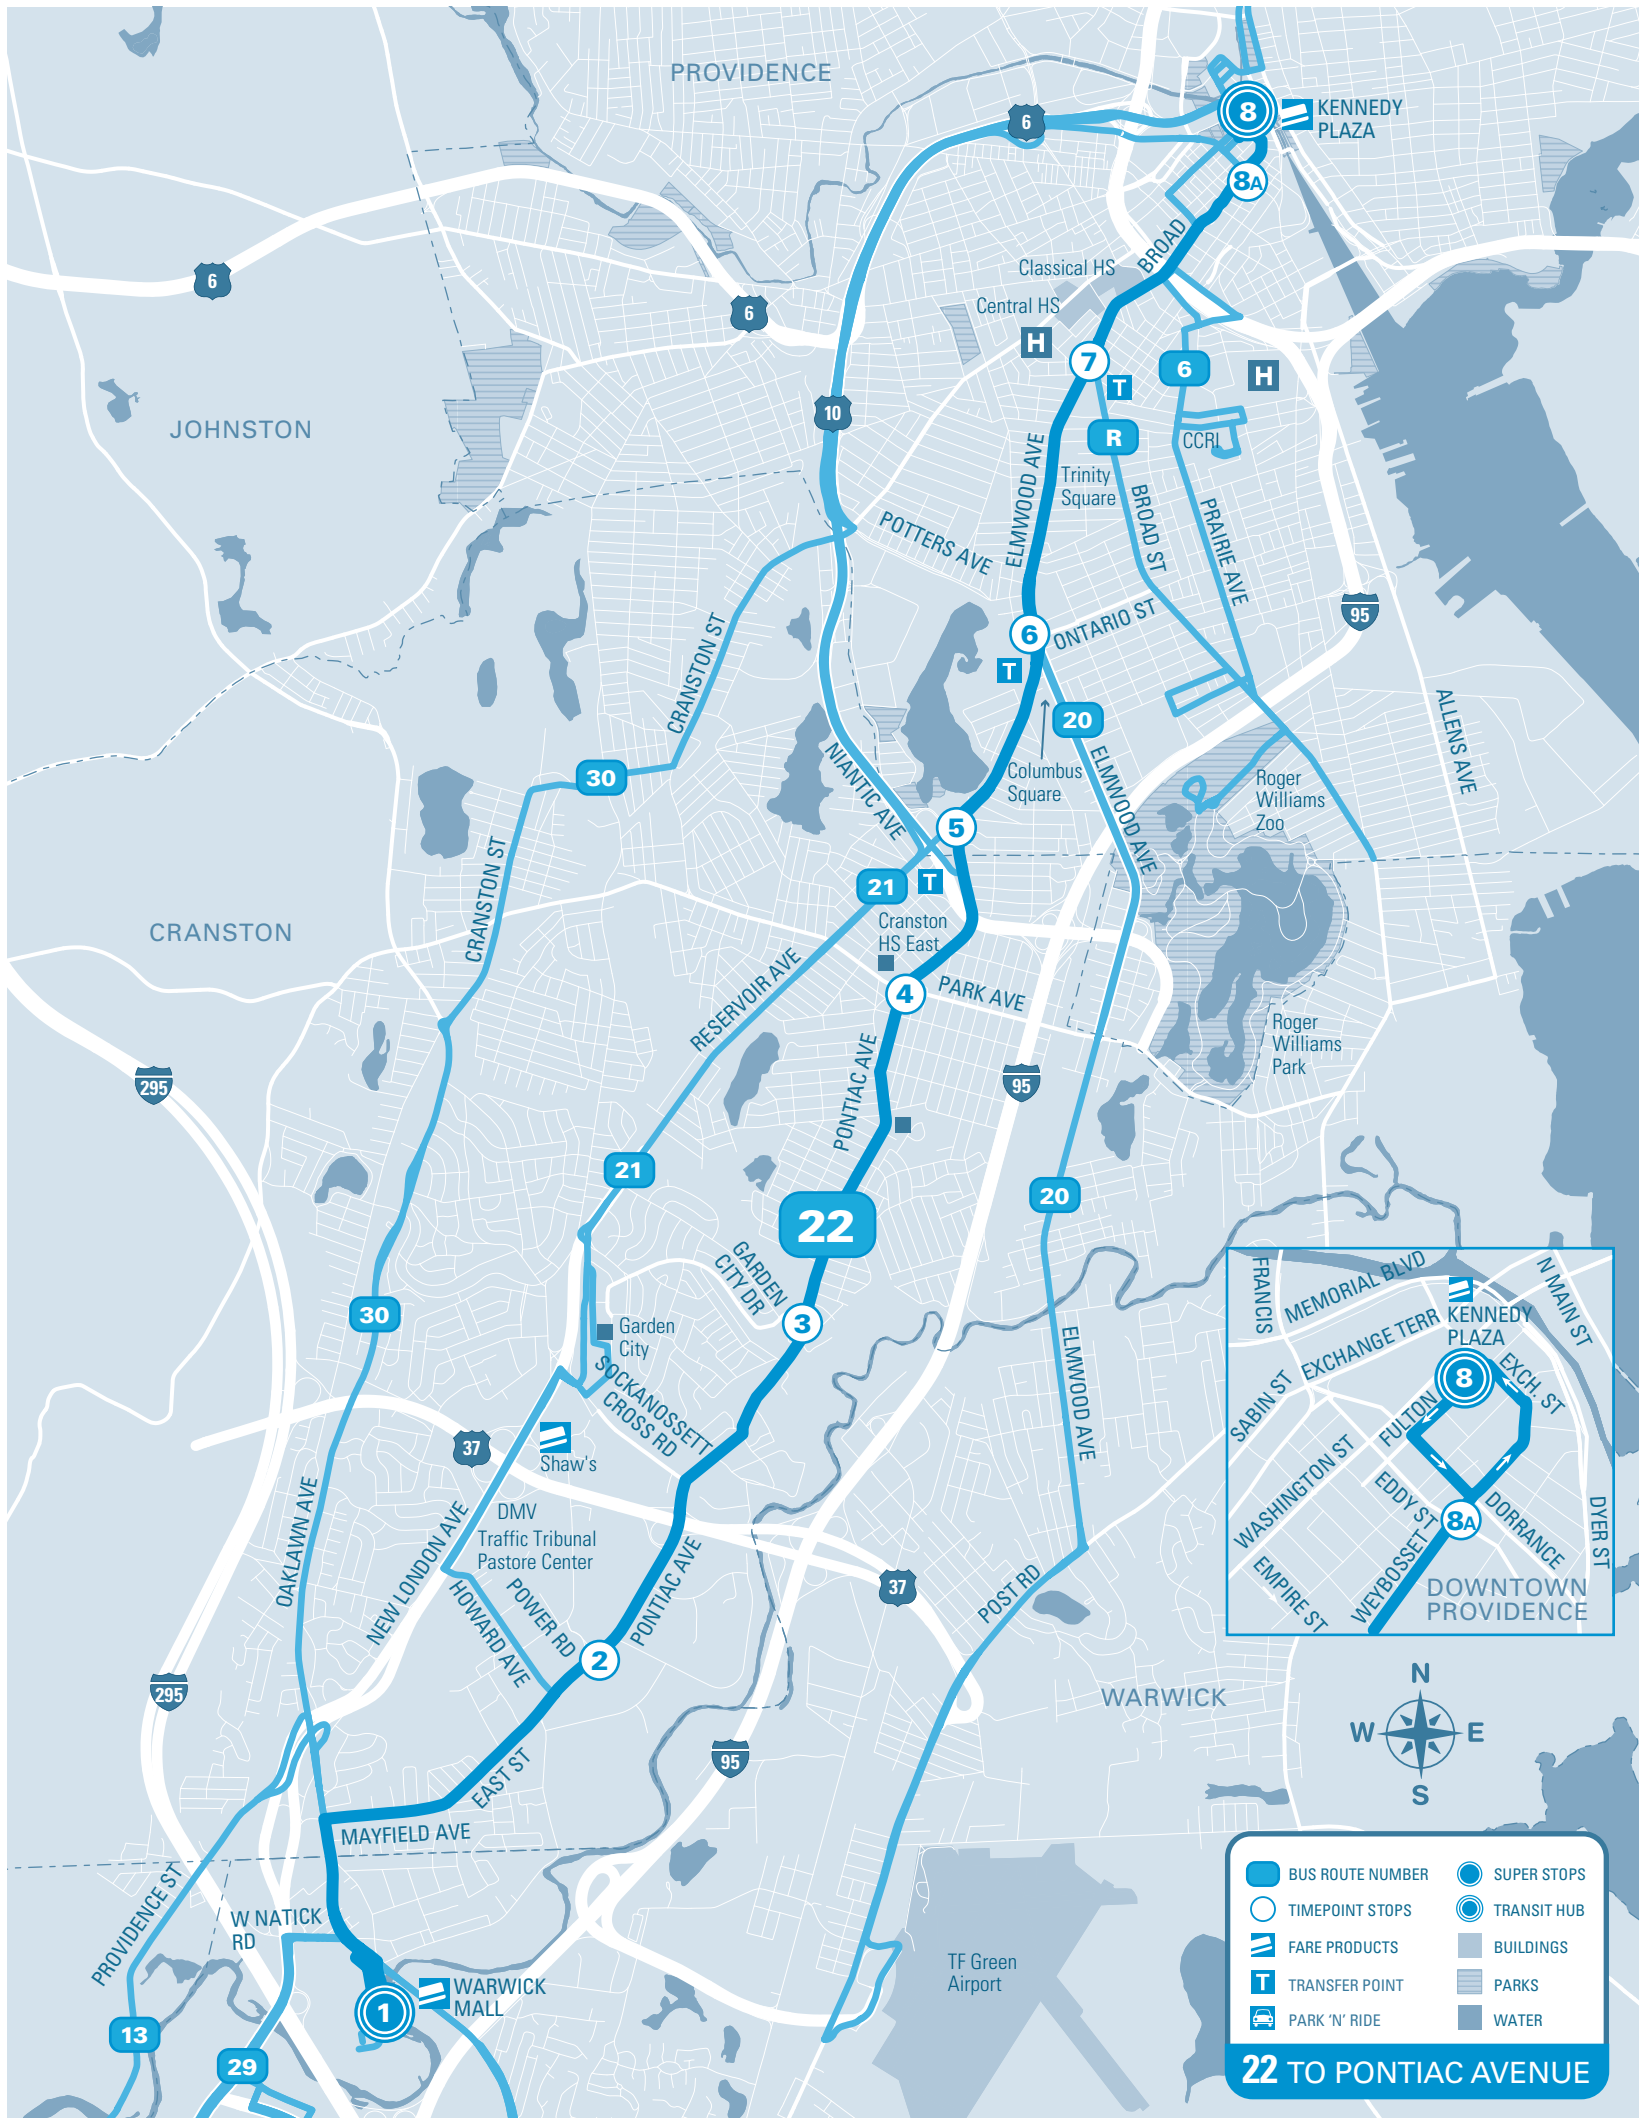 PROVIDENCE
6
8
KENNEDY
PLAZA
8A
BROAD
Classical HS
Central HS
6
6
H
7
T
6
H
10
R
CCRI
JOHNSTON
ELMWOOD AVE
Trinity
Square
BROAD ST
PRAIRIE AVE
POTTERS AVE
95
6
ONTARIO ST
T
CRANSTON ST
20
ALLENS AVE
30
NIANTIC AVE
Columbus
Square
ELMWOOD AVE
Roger
Williams
Zoo
5
21
T
CRANSTON ST
CRANSTON
Cranston
HS East
RESERVOIR AVE
4
PARK AVE
Roger
Williams
Park
295
95
PONTIAC AVE
21
20
22
GARDEN
CITY DR
3
30
Garden
City
SOCKANOSSETT
CROSS RD
ELMWOOD AVE
37
Shaw's
DMV
Traffic Tribunal
Pastore Center
OAKLAWN AVE
NEW LONDON AVE
HOWARD AVE
POWER RD
PONTIAC AVE
37
POST RD
2
295
WARWICK
95
EAST ST
MAYFIELD AVE
PROVIDENCE ST
W NATICK
RD
WARWICK
MALL
1
13
29
TF Green
Airport
FRANCIS
MEMORIAL BLVD
N MAIN ST
EXCHANGE TERR
KENNEDY
PLAZA
SABIN ST
8
EXCH. ST
FULTON
WASHINGTON ST
EDDY ST
8A
DORRANCE
DYER ST
EMPIRE ST
WEYBOSSET
DOWNTOWN
PROVIDENCE
N
W
E
S
BUS ROUTE NUMBER
SUPER STOPS
TIMEPOINT STOPS
TRANSIT HUB
FARE PRODUCTS
BUILDINGS
T
TRANSFER POINT
PARKS
PARK ‘N’ RIDE
WATER
22 TO PONTIAC AVENUE